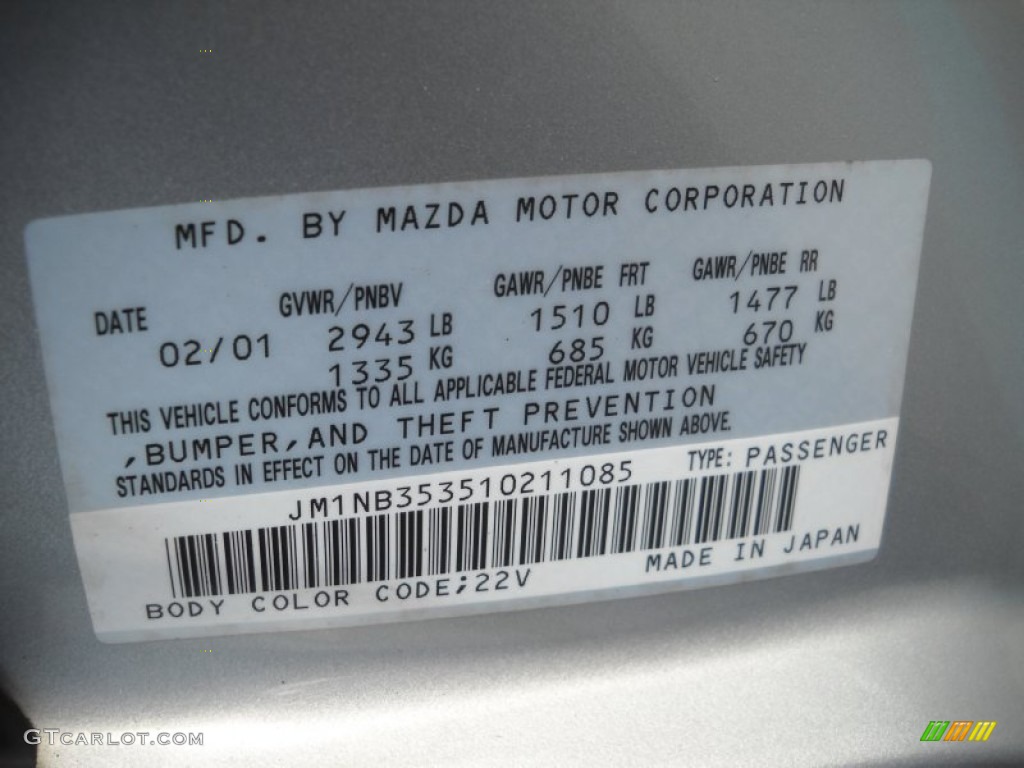 MFD. BY MAZDA MOTOR CORPORATION
DATE GVWR/PNBV GAWR/PNBE FRT GAWR/PNBE RR
02/01 2943 LB 1510 LB 1477 LB
1335 KG 685 KG 670 KG
THIS VEHICLE CONFORMS TO ALL APPLICABLE FEDERAL MOTOR VEHICLE SAFETY
,BUMPER,AND THEFT PREVENTION
STANDARDS IN EFFECT ON THE DATE OF MANUFACTURE SHOWN ABOVE.
JM1NB353510211085 TYPE: PASSENGER
BODY COLOR CODE;22V MADE IN JAPAN
GTCARLOT.COM